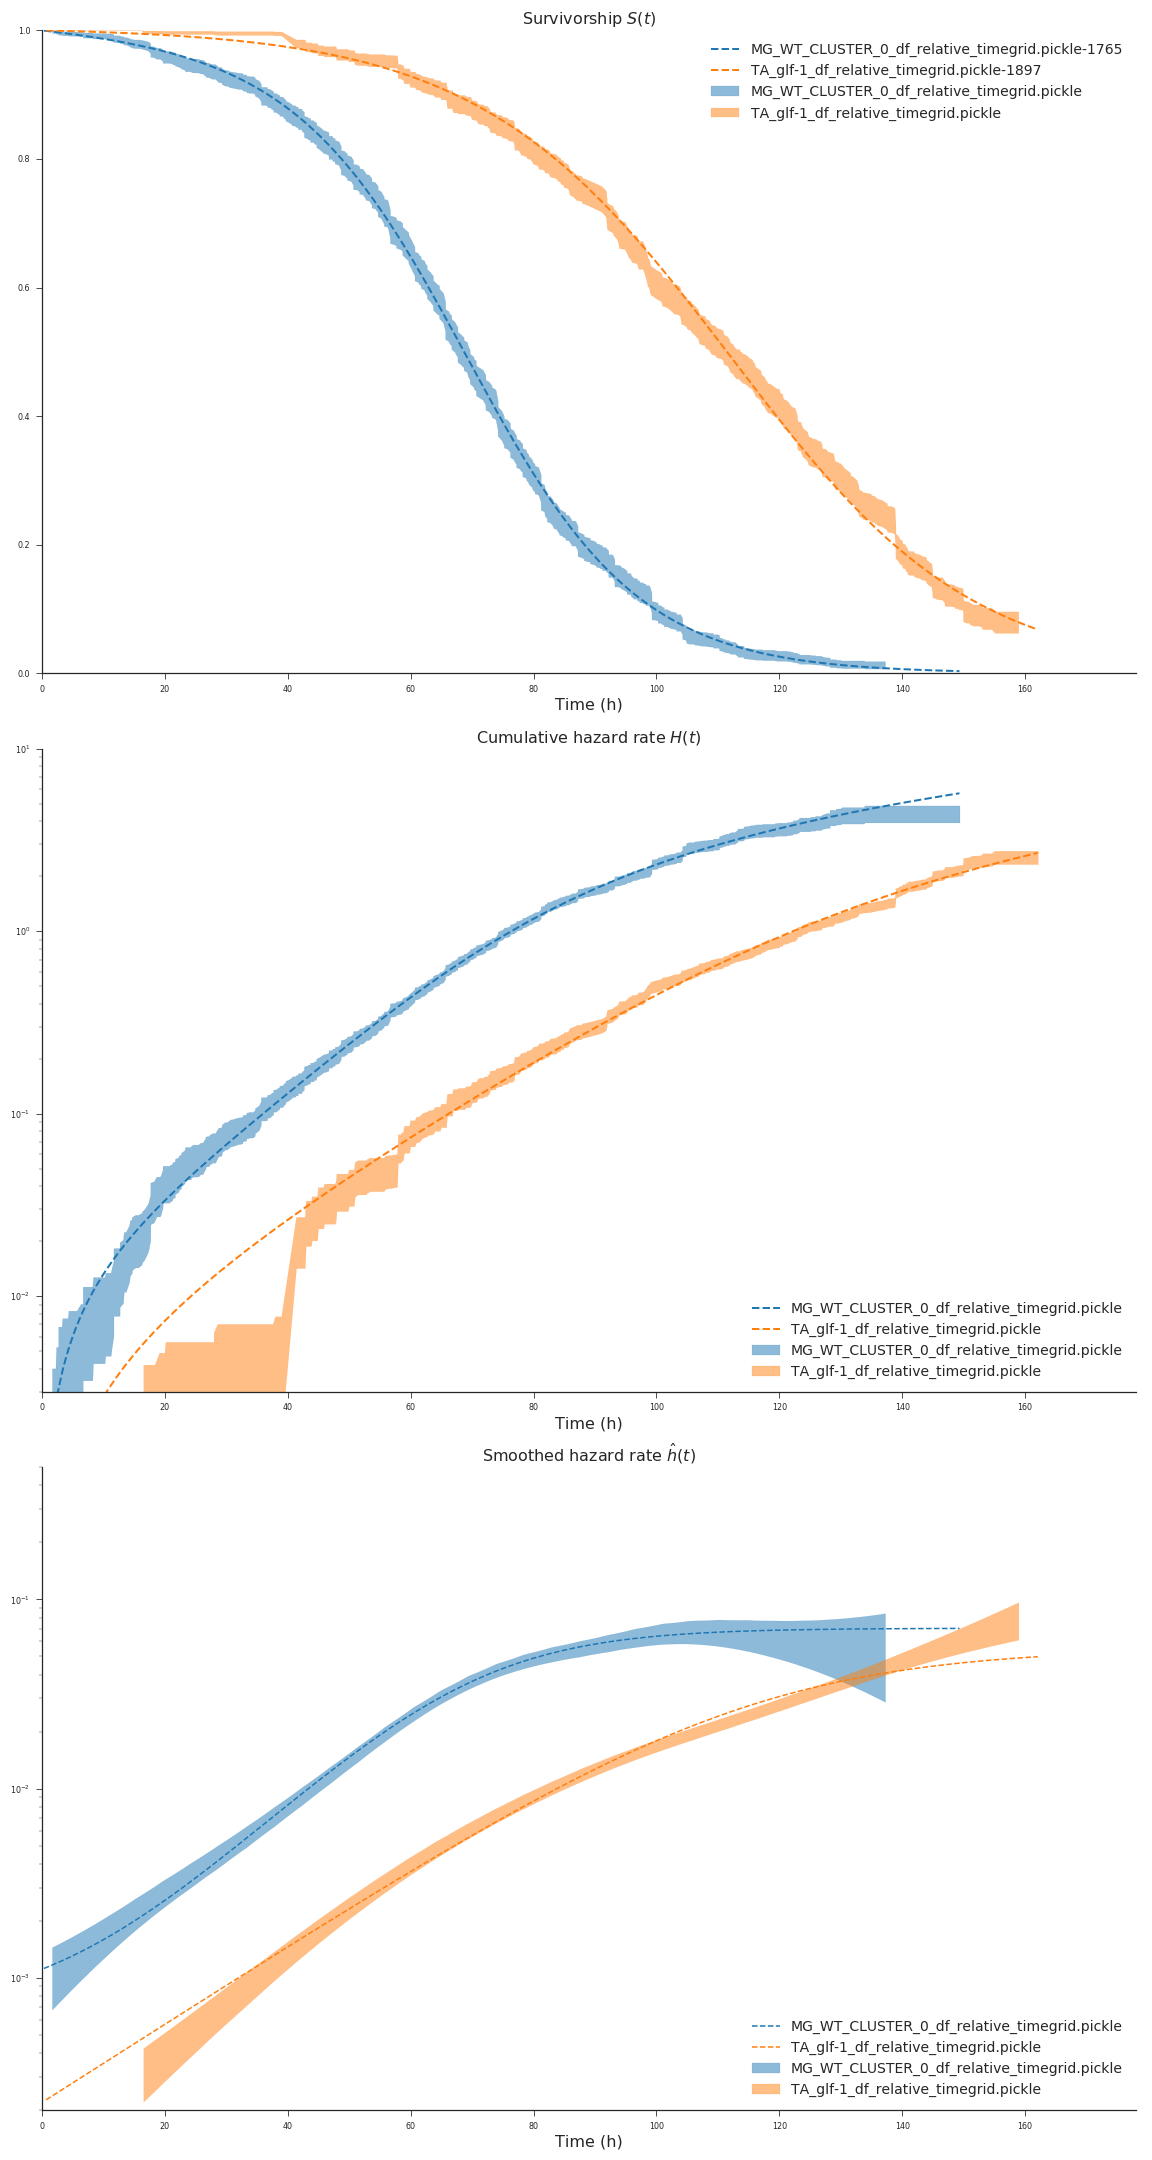 Survivorship S(t)
1.0
0.8
0.6
0.4
0.2
0.0
MG_WT_CLUSTER_0_df_relative_timegrid.pickle-1765
TA_glf-1_df_relative_timegrid.pickle-1897
MG_WT_CLUSTER_0_df_relative_timegrid.pickle
TA_glf-1_df_relative_timegrid.pickle
0 20 40 60 80 100 120 140 160
Time (h)
Cumulative hazard rate H(t)
10¹
10⁰
10⁻¹
10⁻²
MG_WT_CLUSTER_0_df_relative_timegrid.pickle
TA_glf-1_df_relative_timegrid.pickle
MG_WT_CLUSTER_0_df_relative_timegrid.pickle
TA_glf-1_df_relative_timegrid.pickle
0 20 40 60 80 100 120 140 160
Time (h)
Smoothed hazard rate ĥ(t)
10⁻¹
10⁻²
10⁻³
MG_WT_CLUSTER_0_df_relative_timegrid.pickle
TA_glf-1_df_relative_timegrid.pickle
MG_WT_CLUSTER_0_df_relative_timegrid.pickle
TA_glf-1_df_relative_timegrid.pickle
0 20 40 60 80 100 120 140 160
Time (h)